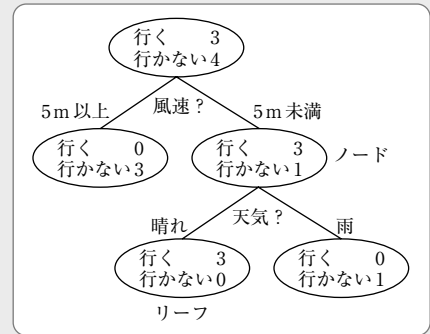 行く 3
行かない4
風速?
5m以上
5m未満
行く 0
行かない3
行く 3
行かない1
ノード
天気?
晴れ
雨
行く 3
行かない0
行く 0
行かない1
リーフ